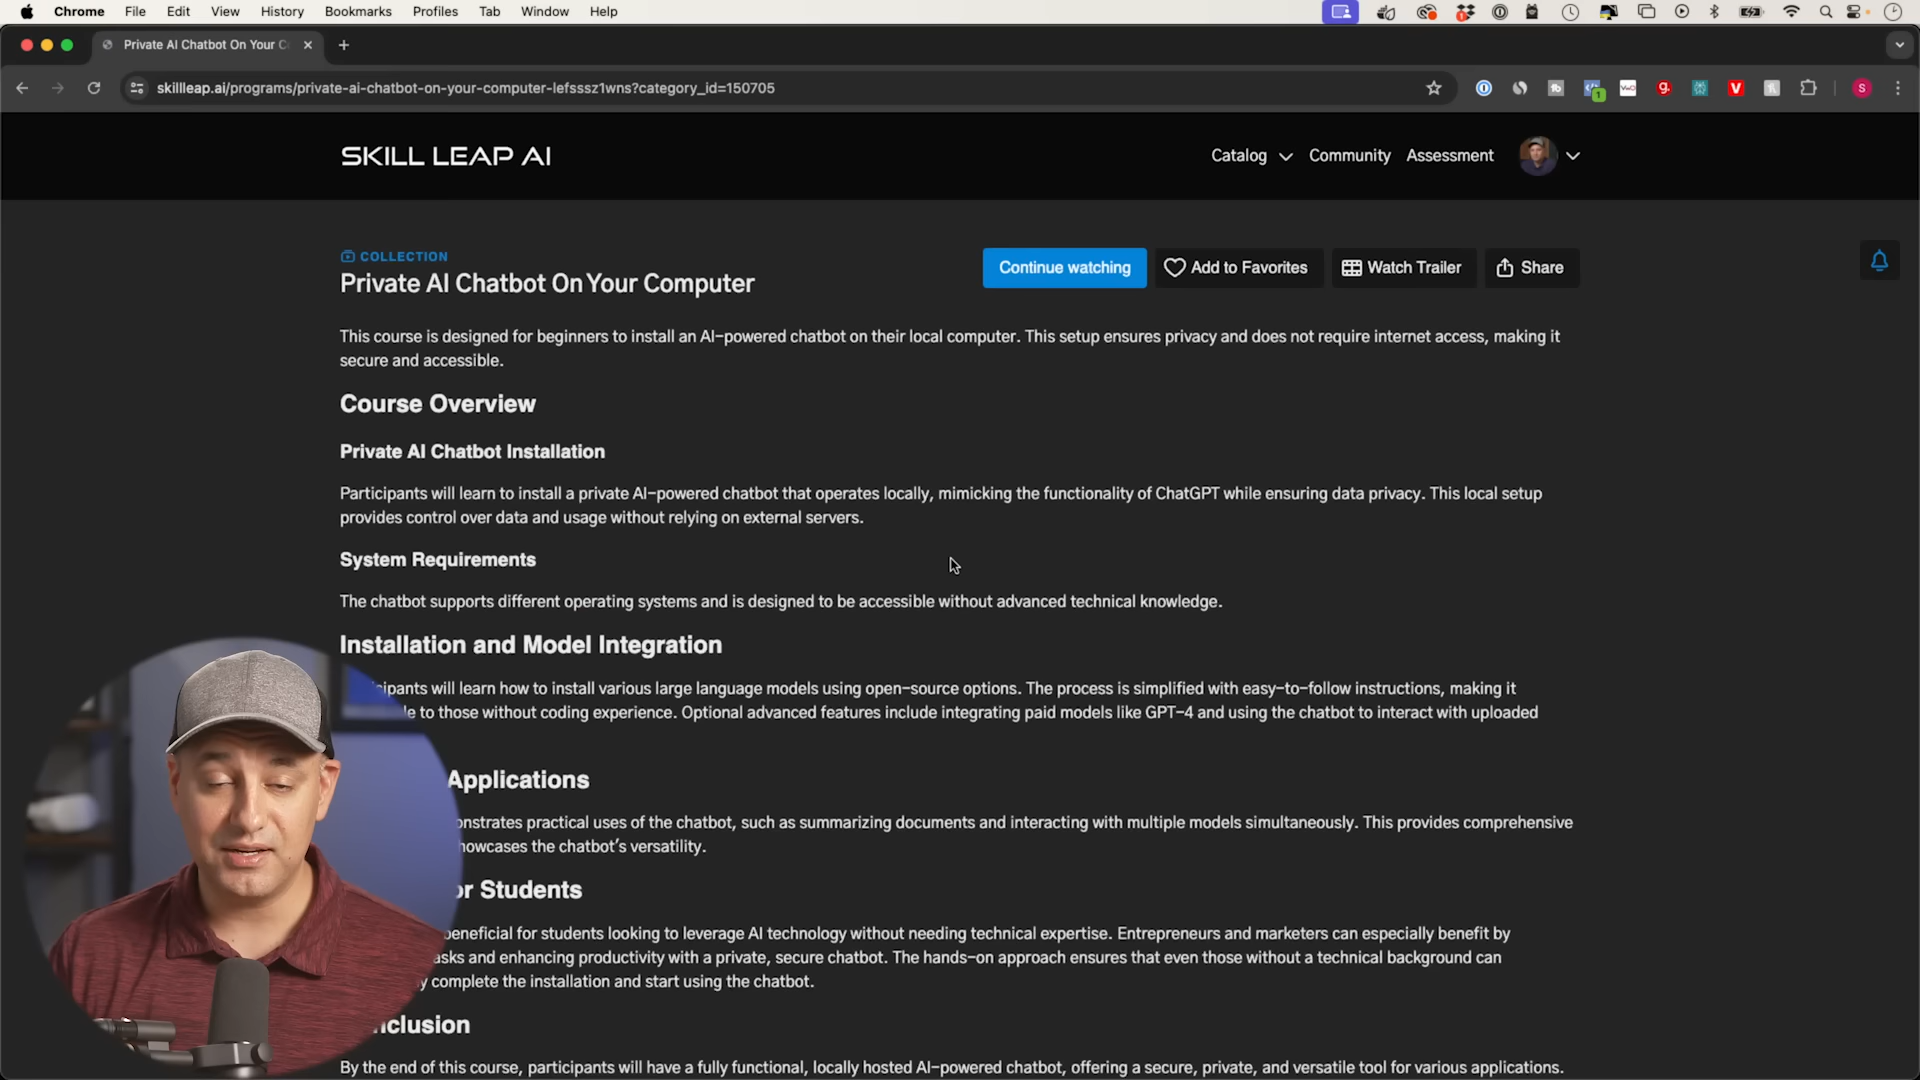 Chrome File Edit View History Bookmarks Profiles Tab Window Help
Private AI Chatbot On Your C
skillleap.ai/programs/private-ai-chatbot-on-your-computer-lefsssz1wns?category_id=150705
SKILL LEAP AI
Catalog Community Assessment
COLLECTION
Private AI Chatbot On Your Computer
Continue watching Add to Favorites Watch Trailer Share
This course is designed for beginners to install an AI-powered chatbot on their local computer. This setup ensures privacy and does not require internet access, making it
secure and accessible.
Course Overview
Private AI Chatbot Installation
Participants will learn to install a private AI-powered chatbot that operates locally, mimicking the functionality of ChatGPT while ensuring data privacy. This local setup
provides control over data and usage without relying on external servers.
System Requirements
The chatbot supports different operating systems and is designed to be accessible without advanced technical knowledge.
Installation and Model Integration
cipants will learn how to install various large language models using open-source options. The process is simplified with easy-to-follow instructions, making it
e to those without coding experience. Optional advanced features include integrating paid models like GPT-4 and using the chatbot to interact with uploaded
Applications
onstrates practical uses of the chatbot, such as summarizing documents and interacting with multiple models simultaneously. This provides comprehensive
howcases the chatbot's versatility.
or Students
beneficial for students looking to leverage AI technology without needing technical expertise. Entrepreneurs and marketers can especially benefit by
asks and enhancing productivity with a private, secure chatbot. The hands-on approach ensures that even those without a technical background can
y complete the installation and start using the chatbot.
nclusion
By the end of this course, participants will have a fully functional, locally hosted AI-powered chatbot, offering a secure, private, and versatile tool for various applications.